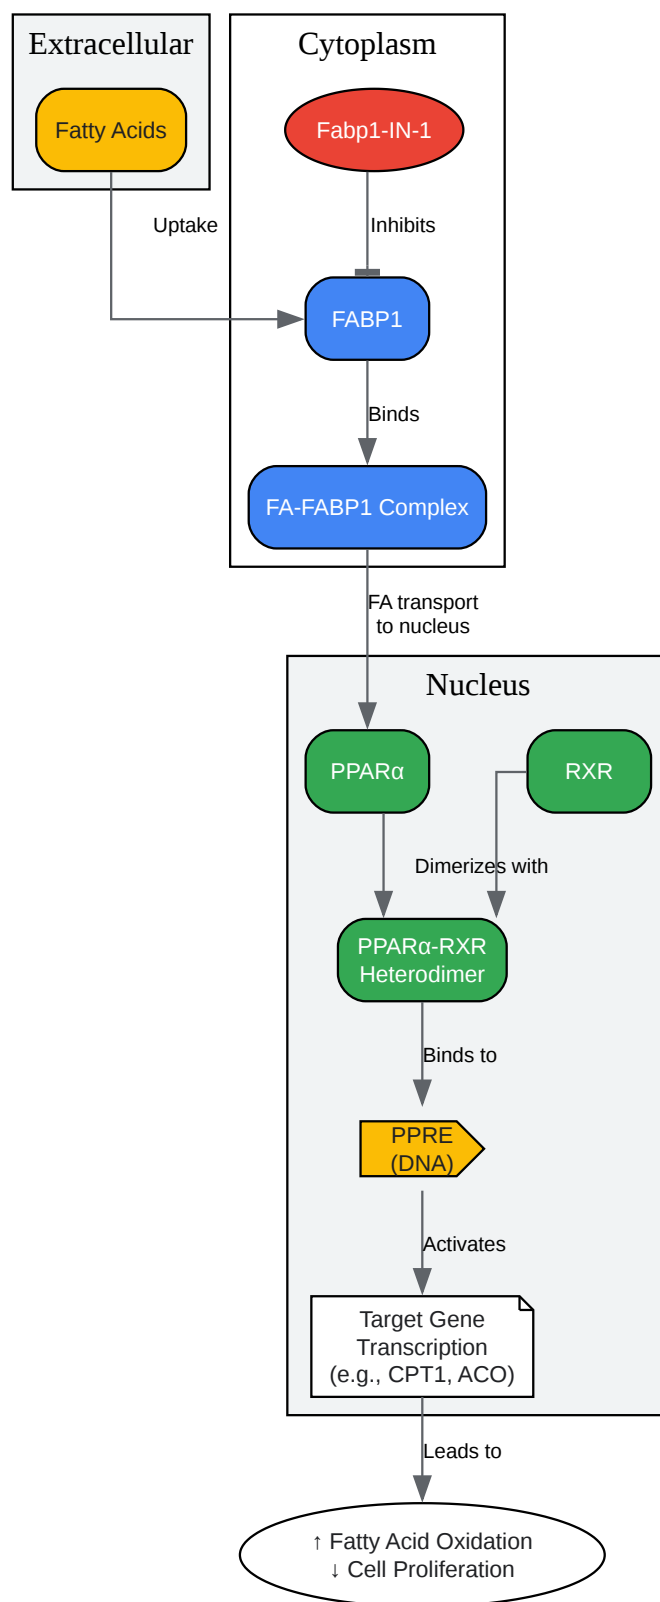 Extracellular
Cytoplasm
Fatty Acids
Fabp1-IN-1
Uptake
Inhibits
FABP1
Binds
FA-FABP1 Complex
FA transport
to nucleus
Nucleus
PPARα
RXR
Dimerizes with
PPARα-RXR
Heterodimer
Binds to
PPRE
(DNA)
Activates
Target Gene
Transcription
(e.g., CPT1, ACO)
Leads to
↑ Fatty Acid Oxidation
↓ Cell Proliferation